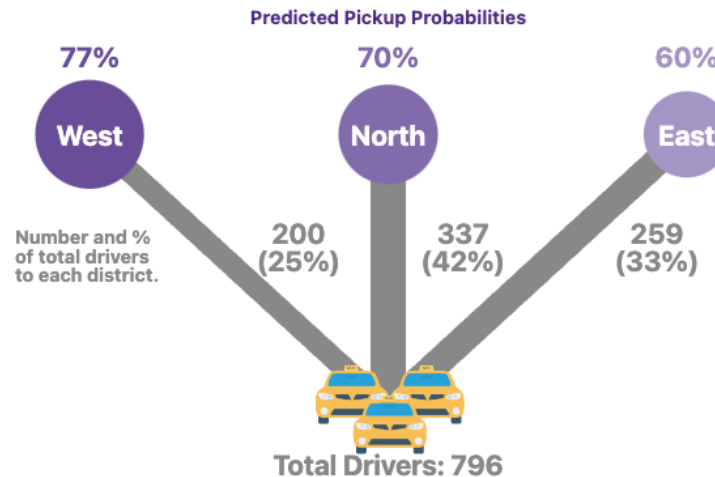 Predicted Pickup Probabilities
77%
70%
60%
West
North
East
Number and %
of total drivers
to each district.
200
(25%)
337
(42%)
259
(33%)
Total Drivers: 796